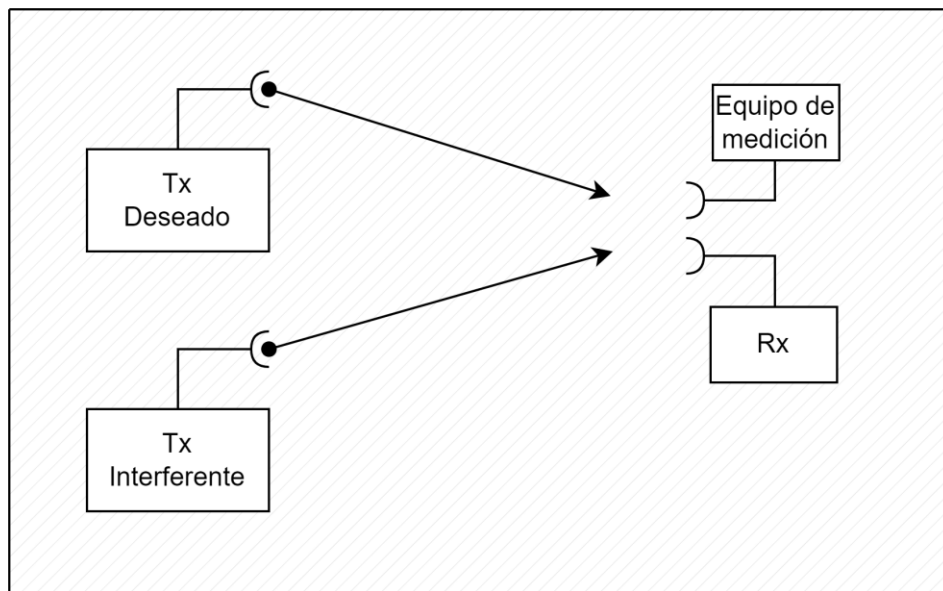 Equipo de
medición
Tx
Deseado
Rx
Tx
Interferente